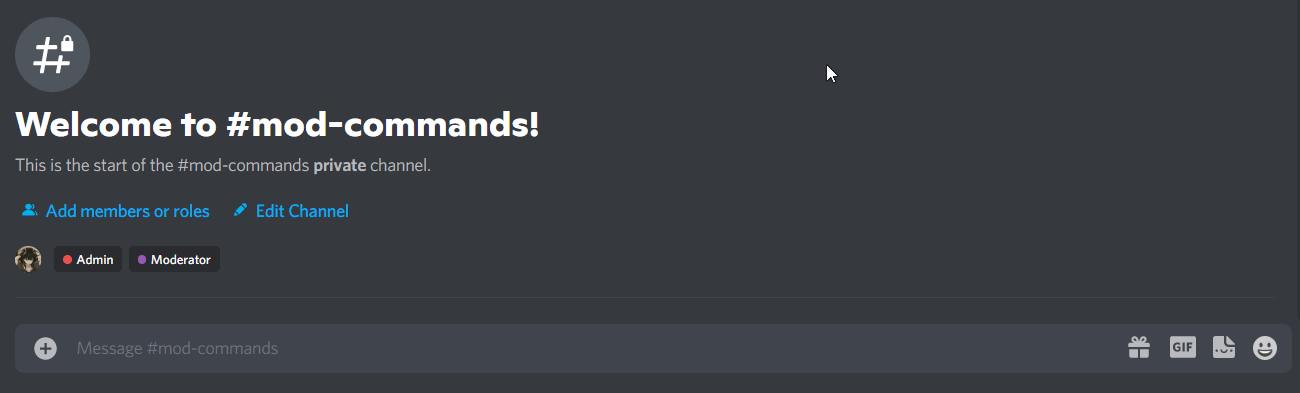 Welcome to #mod-commands!
This is the start of the #mod-commands private channel.
Add members or roles Edit Channel
Admin Moderator
Message #mod-commands GIF